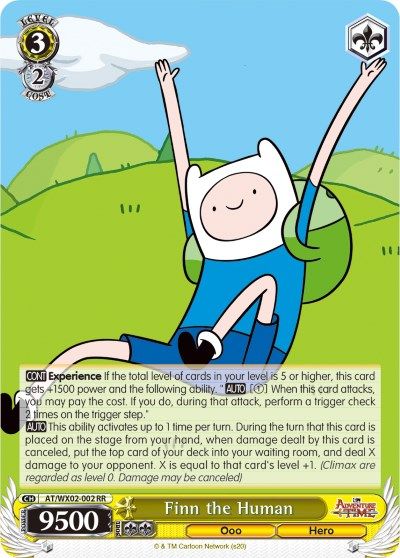 LEVEL
3
2
COST
CONT Experience If the total level of cards in your level is 5 or higher, this card
gets +1500 power and the following ability. " AUTO [①] When this card attacks,
you may pay the cost. If you do, during that attack, perform a trigger check
2 times on the trigger step."
AUTO This ability activates up to 1 time per turn. During the turn that this card is
placed on the stage from your hand, when damage dealt by this card is
canceled, put the top card of your deck into your waiting room, and deal X
damage to your opponent. X is equal to that card's level +1. (Climax are
regarded as level 0. Damage may be canceled)
CH AT/WX02-002 RR
Finn the Human
POWER 9500 SOUL
Ooo
Hero
ADVENTURE TIME
© & TM Cartoon Network (s20)